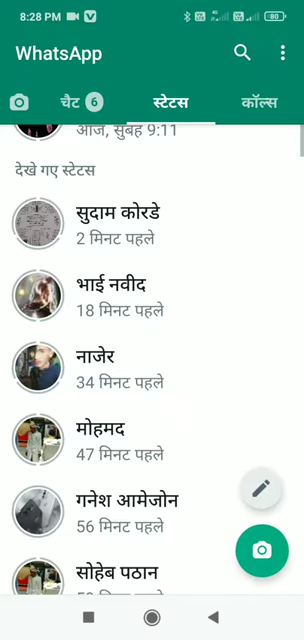 8:28 PM 80
WhatsApp
चैट 6 स्टेटस कॉल्स
आज, सुबह 9:11
देखे गए स्टेटस
सुदाम कोरडे
2 मिनट पहले
भाई नवीद
18 मिनट पहले
नाजेर
34 मिनट पहले
मोहमद
47 मिनट पहले
गनेश आमेजोन
56 मिनट पहले
सोहेब पठान